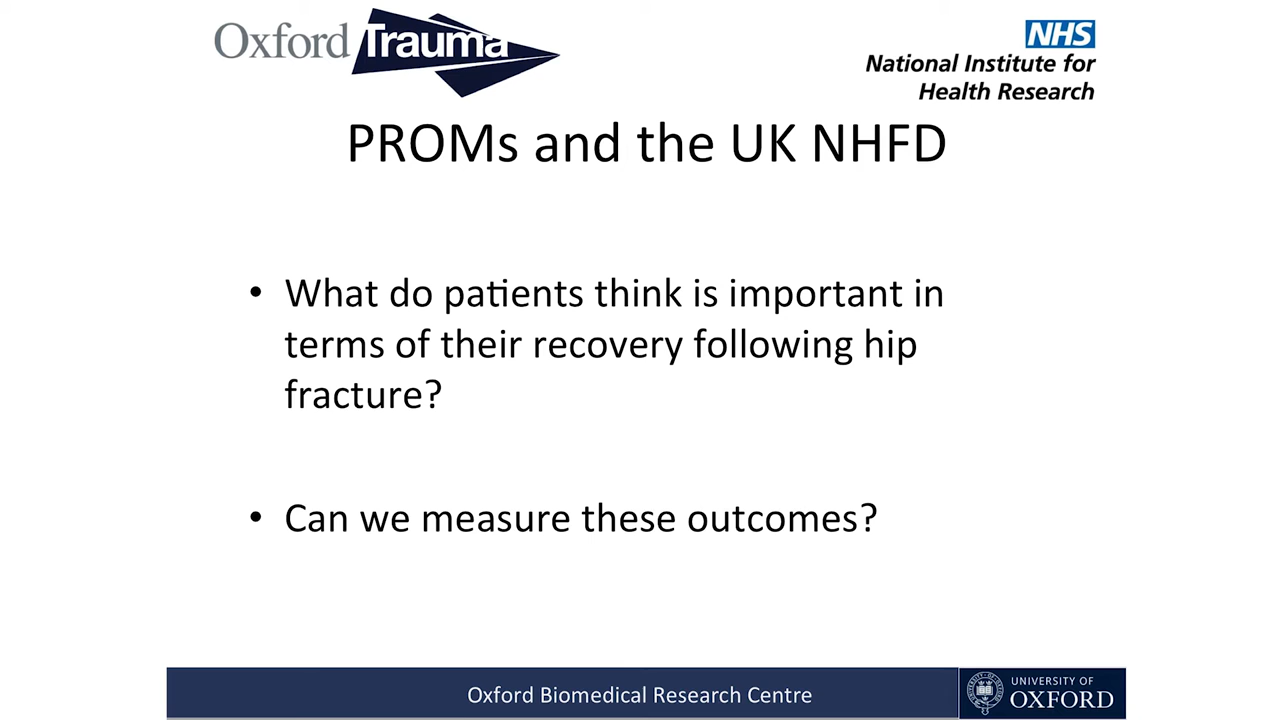 Oxford Trauma
NHS
National Institute for
Health Research
PROMs and the UK NHFD
• What do patients think is important in
terms of their recovery following hip
fracture?
• Can we measure these outcomes?
Oxford Biomedical Research Centre
UNIVERSITY OF
OXFORD